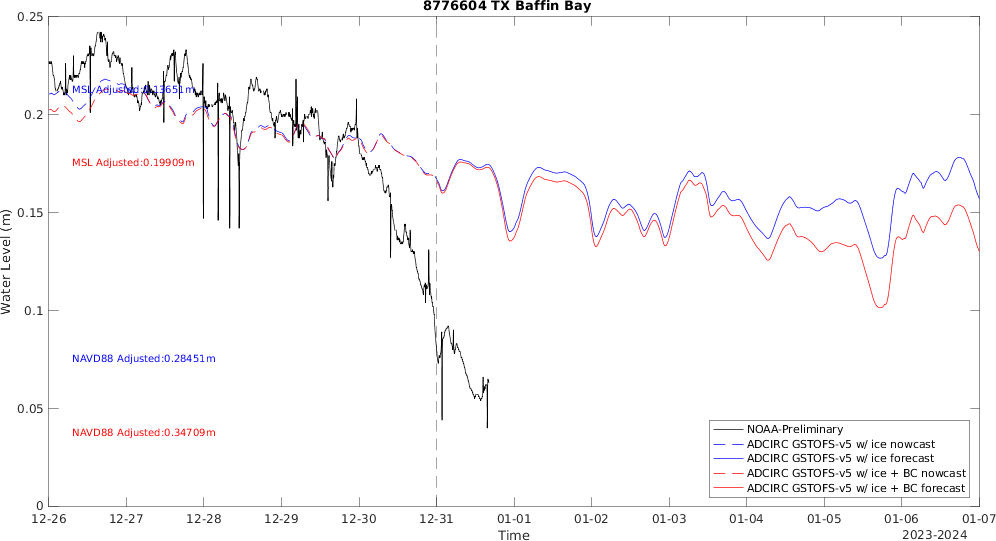 8776604 TX Baffin Bay
0.25
0.2
0.15
0.1
0.05
0
Water Level (m)
MSL Adjusted:0.13651m
MSL Adjusted:0.19909m
NAVD88 Adjusted:0.28451m
NAVD88 Adjusted:0.34709m
NOAA-Preliminary
ADCIRC GSTOFS-v5 w/ ice nowcast
ADCIRC GSTOFS-v5 w/ ice forecast
ADCIRC GSTOFS-v5 w/ ice + BC nowcast
ADCIRC GSTOFS-v5 w/ ice + BC forecast
12-26 12-27 12-28 12-29 12-30 12-31 01-01 01-02 01-03 01-04 01-05 01-06 01-07
Time
2023-2024